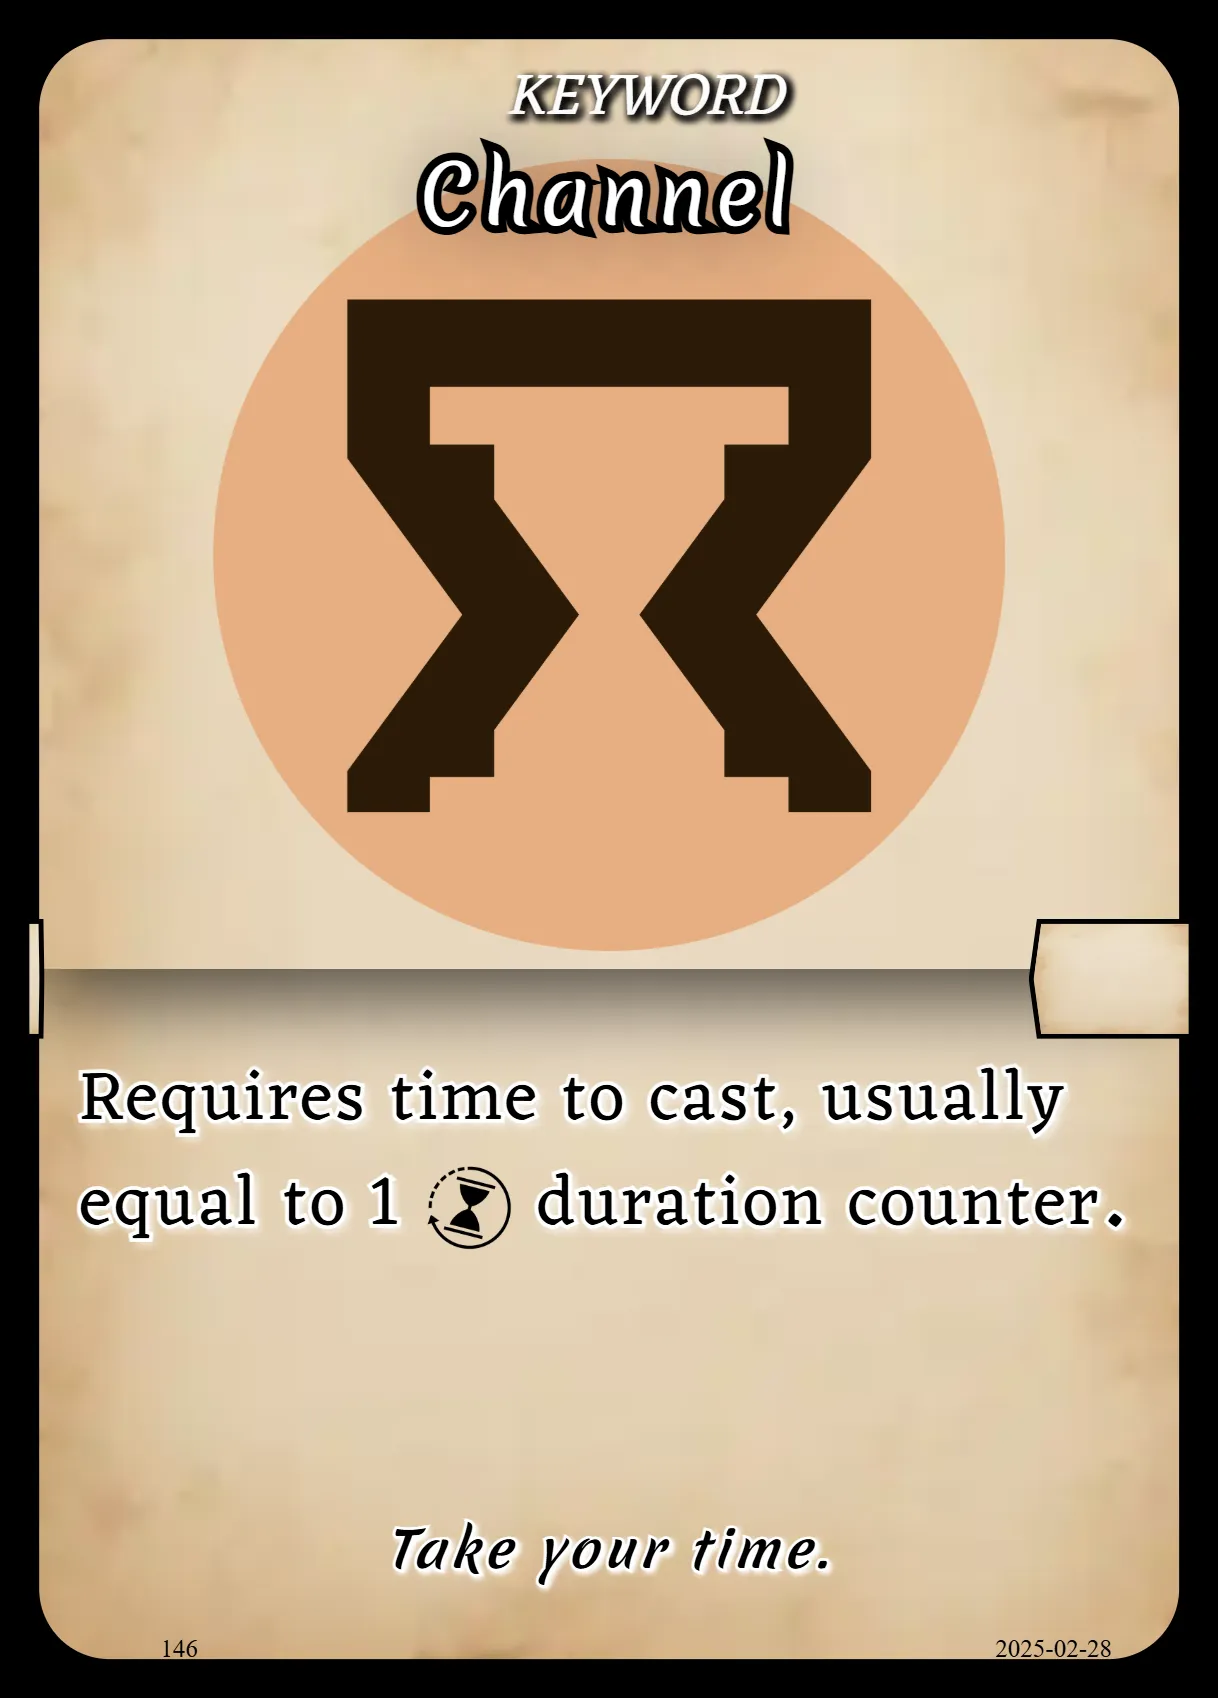 KEYWORD
Channel
Requires time to cast, usually
equal to 1 duration counter.
Take your time.
146
2025-02-28